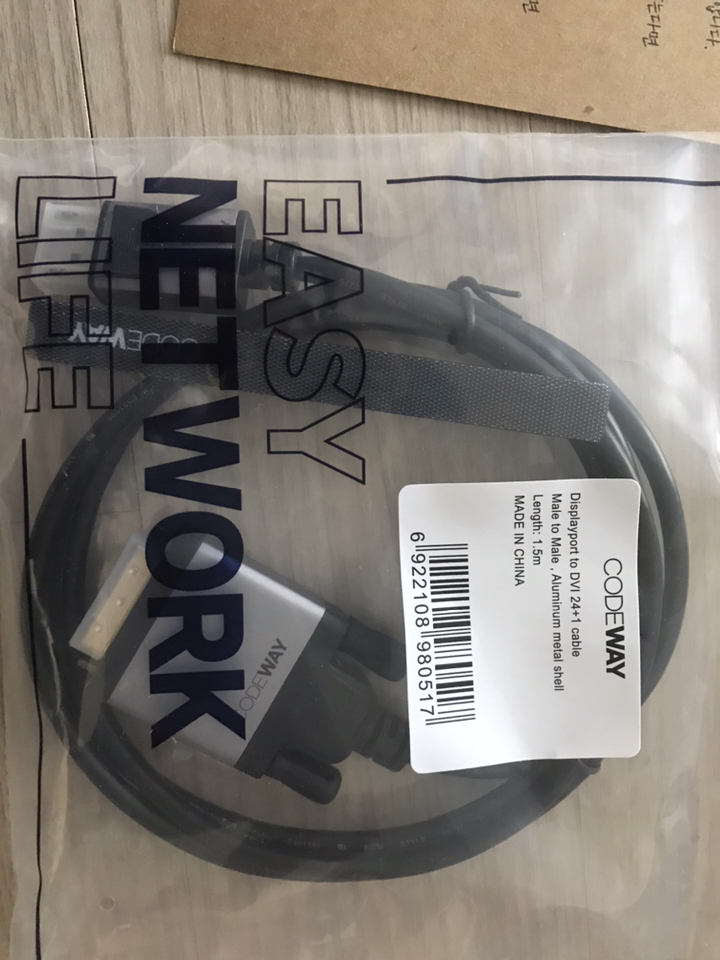 EASY
NETWORK
LIFE
CODEWAY
CODEWAY
CODEWAY
Displayport to DVI 24+1 cable
Male to Male , Aluminum metal shell
Length: 1.5m
MADE IN CHINA
6 922108 980517